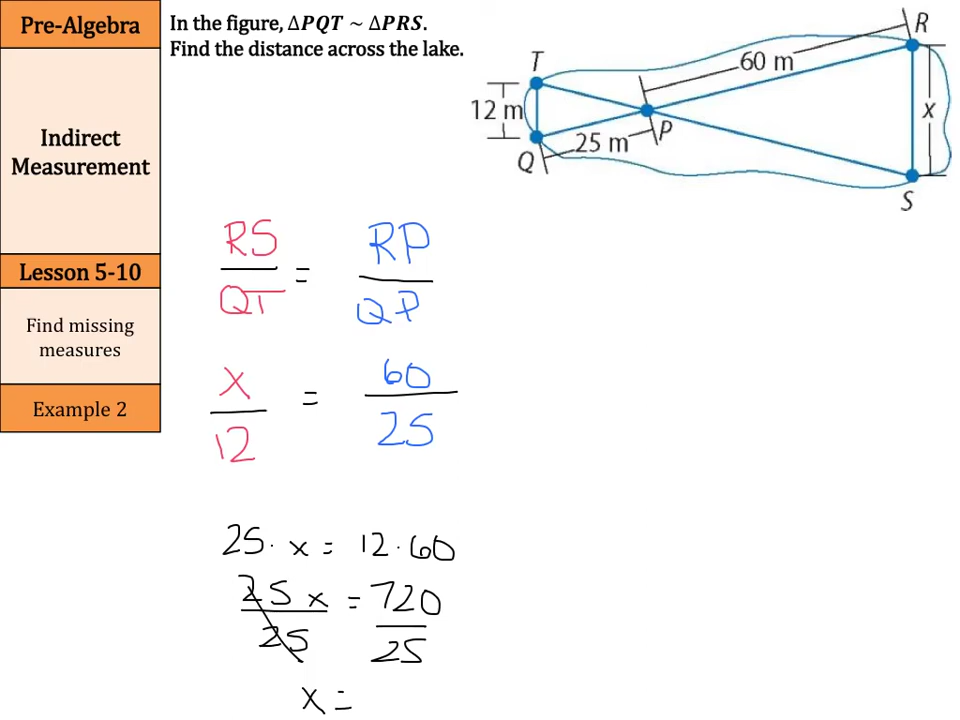 Pre-Algebra
Indirect
Measurement
Lesson 5-10
Find missing
measures
Example 2
In the figure, ΔPQT ~ ΔPRS.
Find the distance across the lake.
R
60 m
T
12 m
x
P
25 m
Q
S
RS = RP
QT QP
x = 60
12 25
25 · x = 12 · 60
25 x = 720
25 25
x =